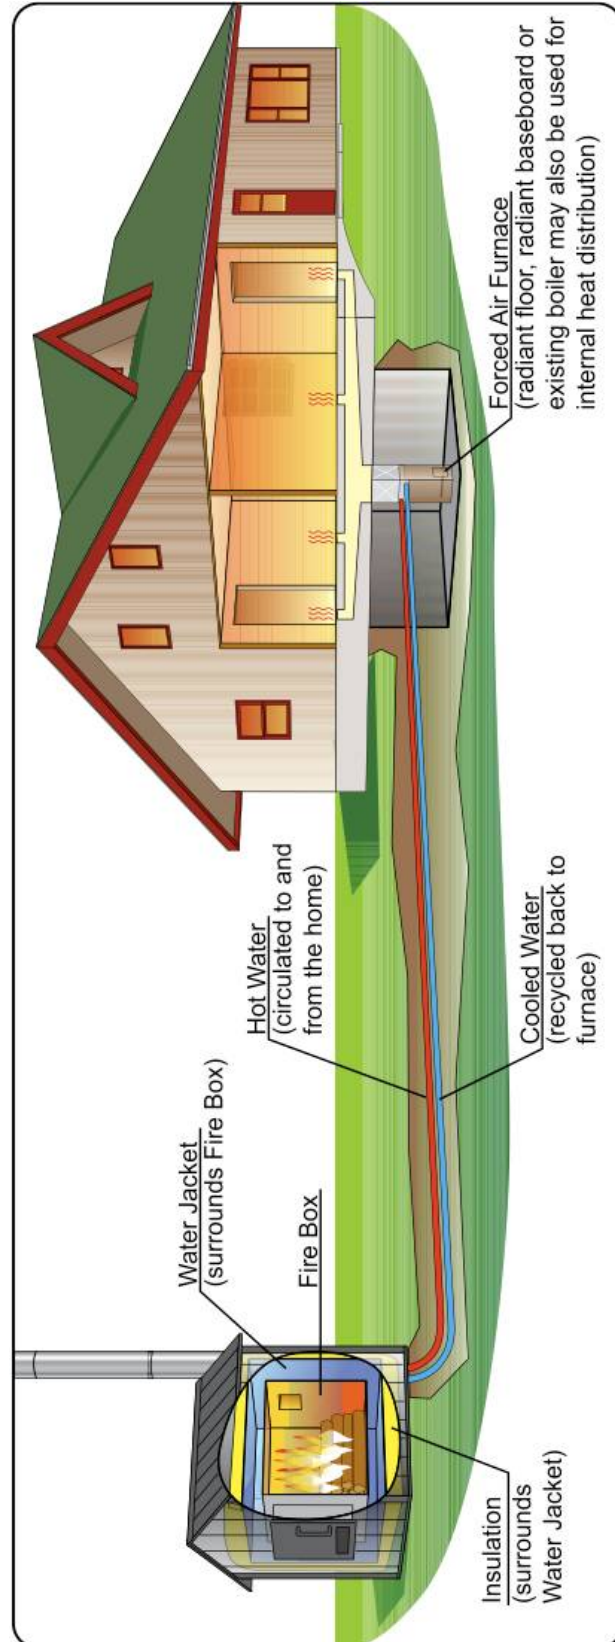 Water Jacket
(surrounds Fire Box)
Fire Box
Insulation
(surrounds
Water Jacket)
Hot Water
(circulated to and
from the home)
Cooled Water
(recycled back to
furnace)
Forced Air Furnace
(radiant floor, radiant baseboard or
existing boiler may also be used for
internal heat distribution)